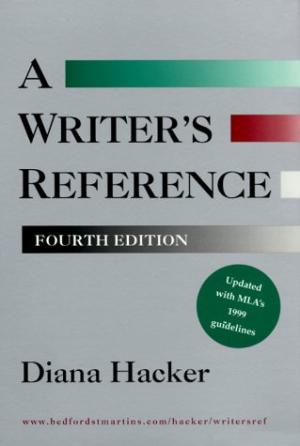 A
WRITER'S
REFERENCE
FOURTH EDITION
Updated
with MLA's
1999
guidelines
Diana Hacker
www.bedfordstmartins.com/hacker/writersref